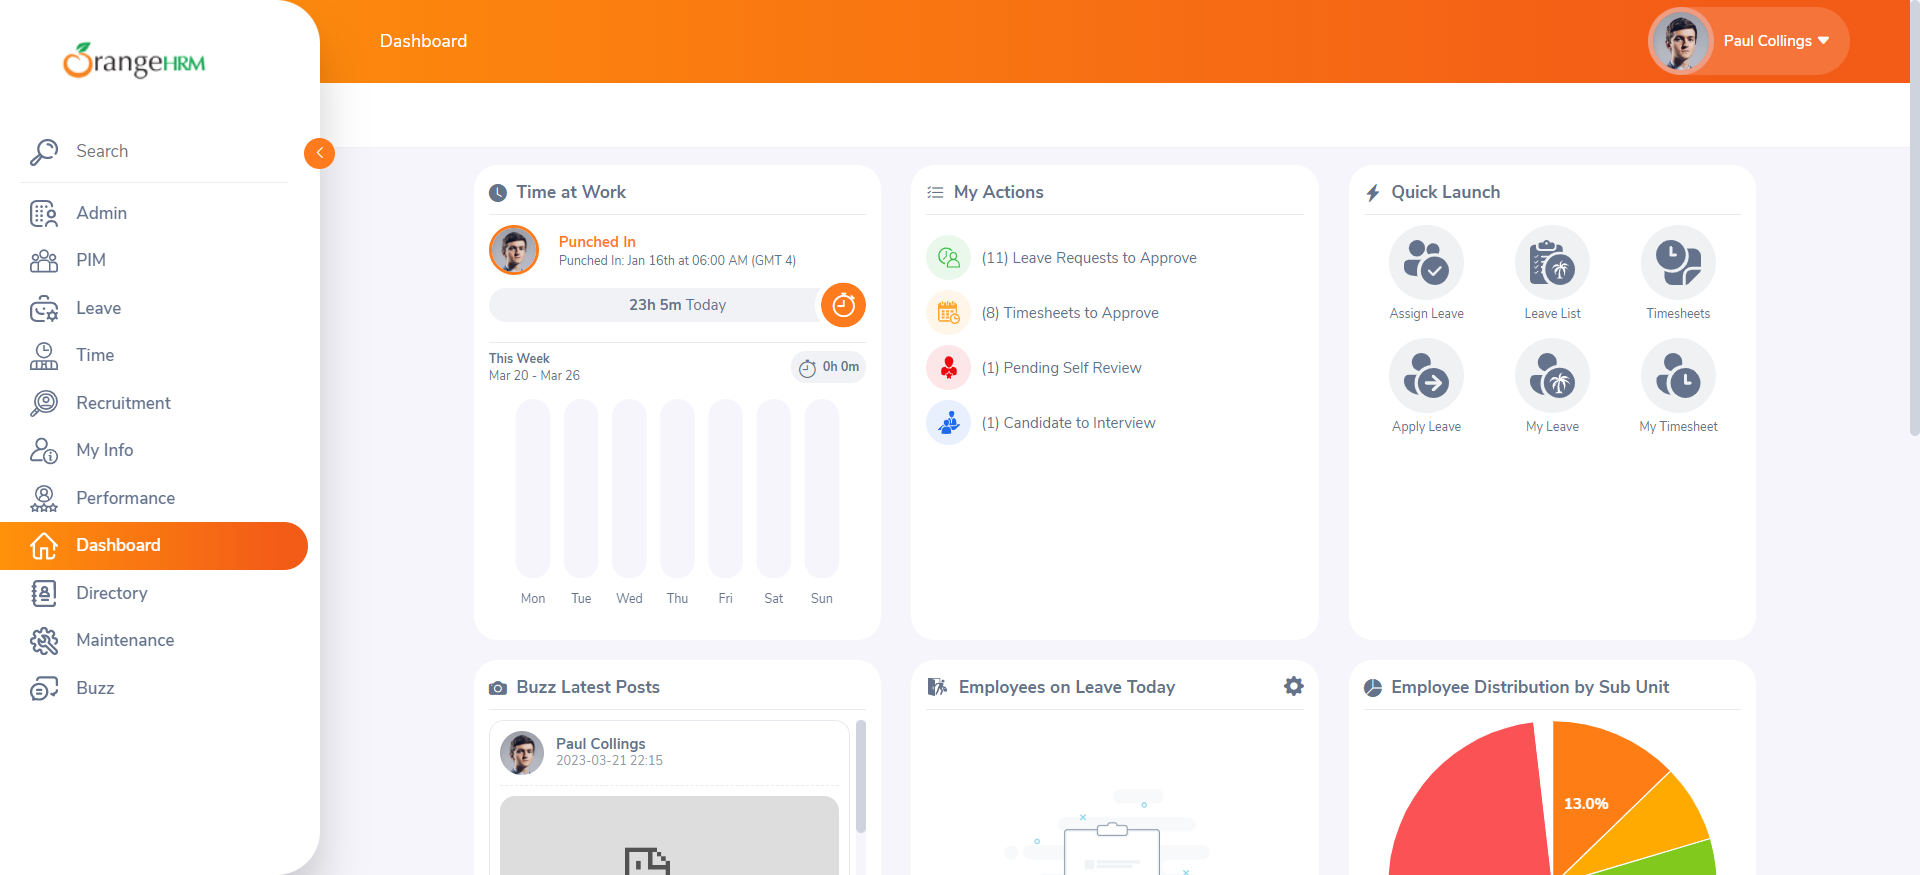 OrangeHRM
Search
Admin
PIM
Leave
Time
Recruitment
My Info
Performance
Dashboard
Directory
Maintenance
Buzz
Dashboard
Paul Collings
Time at Work
Punched In
Punched In: Jan 16th at 06:00 AM (GMT 4)
23h 5m Today
This Week
Mar 20 - Mar 26
0h 0m
Mon Tue Wed Thu Fri Sat Sun
My Actions
(11) Leave Requests to Approve
(8) Timesheets to Approve
(1) Pending Self Review
(1) Candidate to Interview
Quick Launch
Assign Leave Leave List Timesheets
Apply Leave My Leave My Timesheet
Buzz Latest Posts
Paul Collings
2023-03-21 22:15
Employees on Leave Today
Employee Distribution by Sub Unit
13.0%